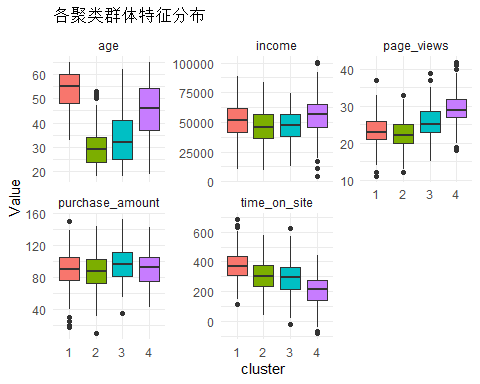 各聚类群体特征分布
age
income
page_views
60
50
40
30
20
100000
75000
50000
25000
0
40
30
20
10
1 2 3 4
purchase_amount
time_on_site
160
120
80
40
600
400
200
0
1 2 3 4
1 2 3 4
Value
cluster